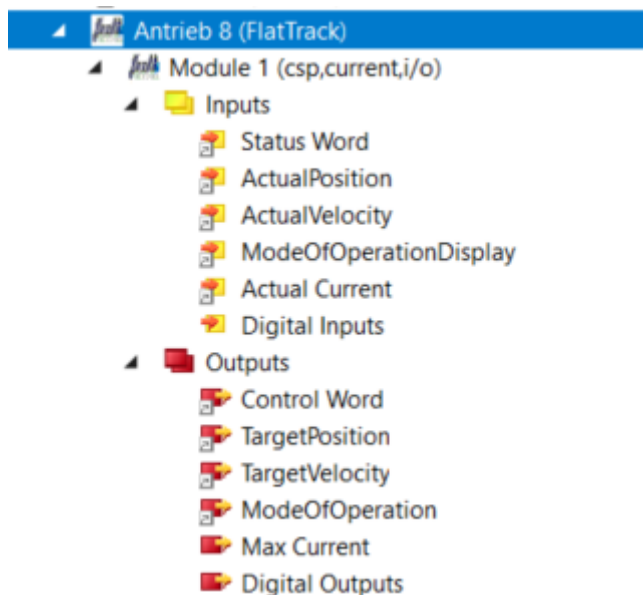 Antrieb 8 (FlatTrack)
Module 1 (csp,current,i/o)
Inputs
Status Word
ActualPosition
ActualVelocity
ModeOfOperationDisplay
Actual Current
Digital Inputs
Outputs
Control Word
TargetPosition
TargetVelocity
ModeOfOperation
Max Current
Digital Outputs